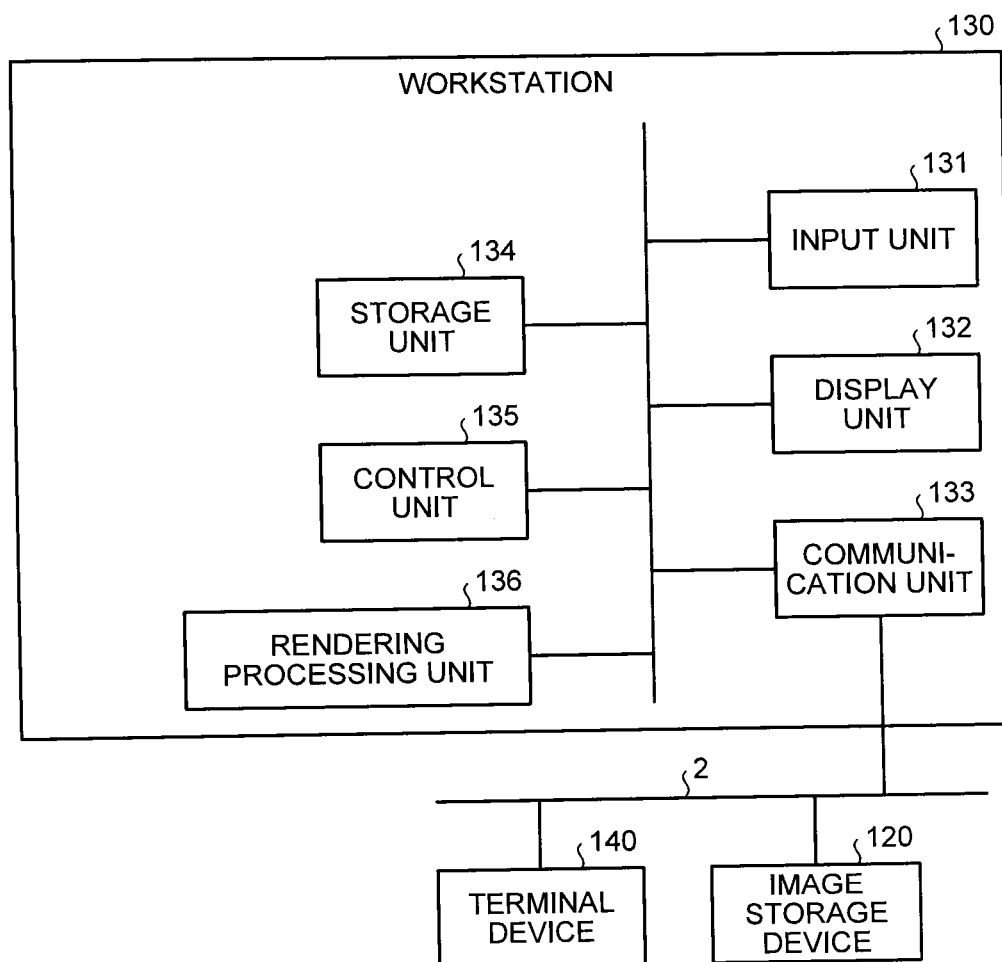 130
WORKSTATION
131
INPUT UNIT
134
STORAGE
UNIT
132
DISPLAY
UNIT
135
CONTROL
UNIT
133
COMMUNI-
CATION UNIT
136
RENDERING
PROCESSING UNIT
2
140
TERMINAL
DEVICE
120
IMAGE
STORAGE
DEVICE